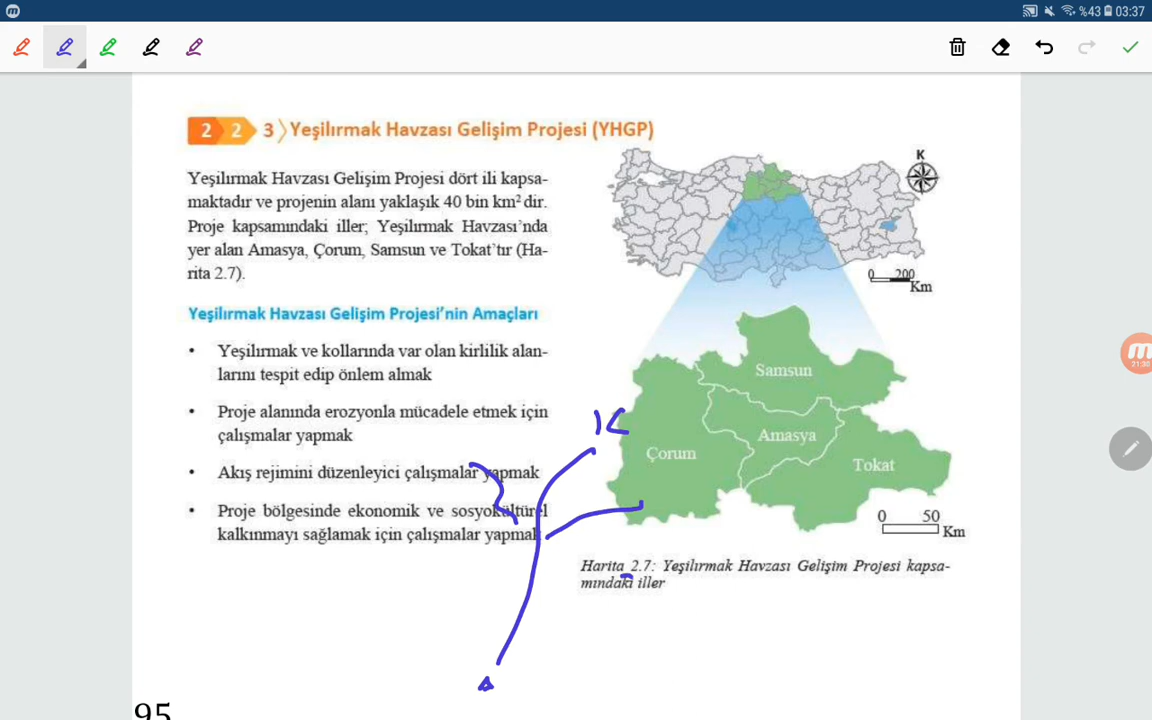 %43 03:37
2 2 3 Yeşilırmak Havzası Gelişim Projesi (YHGP)
Yeşilırmak Havzası Gelişim Projesi dört ili kapsa-
maktadır ve projenin alanı yaklaşık 40 bin km² dir.
Proje kapsamındaki iller; Yeşilırmak Havzası'nda
yer alan Amasya, Çorum, Samsun ve Tokat'tır (Ha-
rita 2.7).
Yeşilırmak Havzası Gelişim Projesi'nin Amaçları
• Yeşilırmak ve kollarında var olan kirlilik alan-
larını tespit edip önlem almak
• Proje alanında erozyonla mücadele etmek için
çalışmalar yapmak
• Akış rejimini düzenleyici çalışmalar yapmak
• Proje bölgesinde ekonomik ve sosyokültürel
kalkınmayı sağlamak için çalışmalar yapmak
K
0 200
Km
Samsun
Amasya
Çorum
Tokat
0 50
Km
Harita 2.7: Yeşilırmak Havzası Gelişim Projesi kapsa-
mındaki iller
95
m
21:30